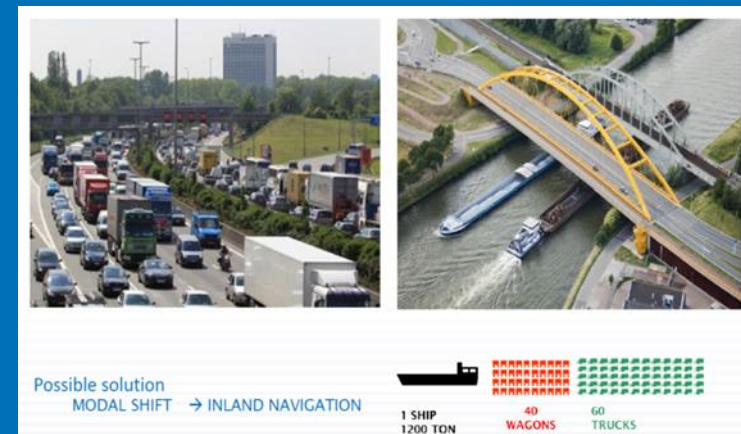 Possible solution
MODAL SHIFT → INLAND NAVIGATION
1 SHIP
1200 TON
40
WAGONS
60
TRUCKS